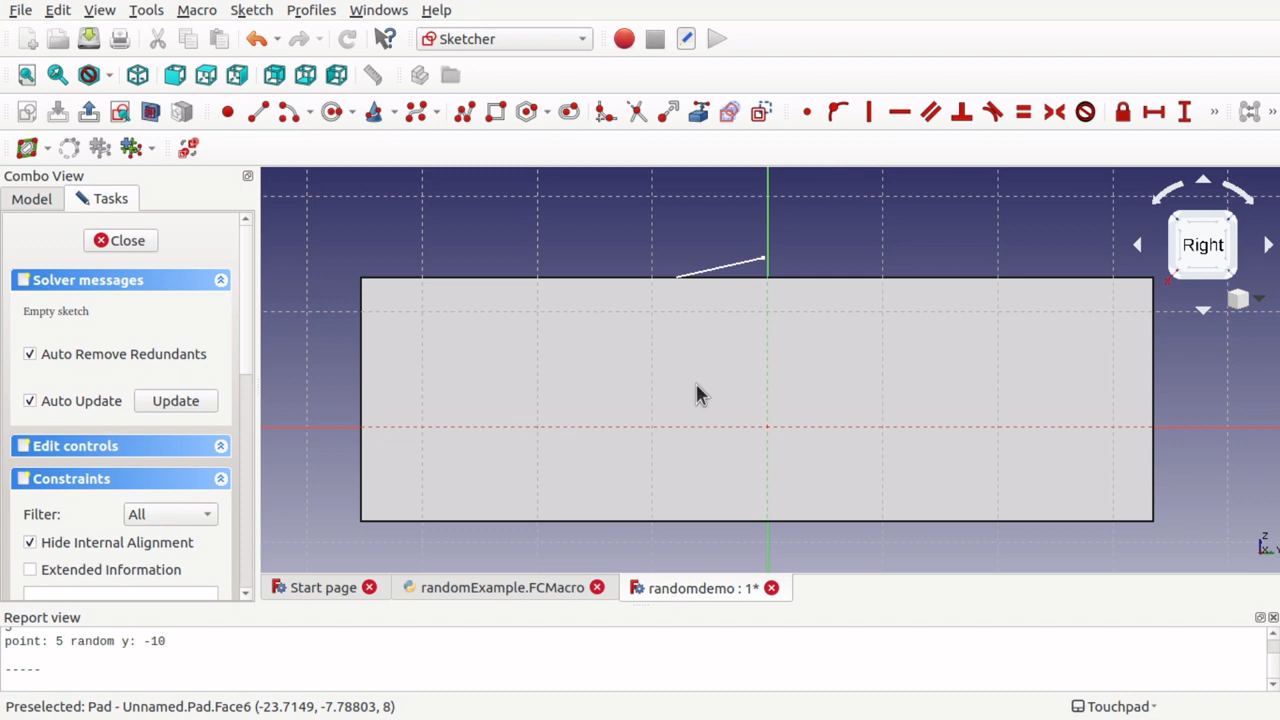 File Edit View Tools Macro Sketch Profiles Windows Help
Sketcher
Combo View
Model Tasks
Close
Solver messages
Empty sketch
Auto Remove Redundants
Auto Update Update
Edit controls
Constraints
Filter: All
Hide Internal Alignment
Extended Information
Right
Z
X
Start page randomExample.FCMacro randomdemo : 1*
Report view
point: 5 random y: -10
-----
Preselected: Pad - Unnamed.Pad.Face6 (-23.7149, -7.78803, 8) Touchpad